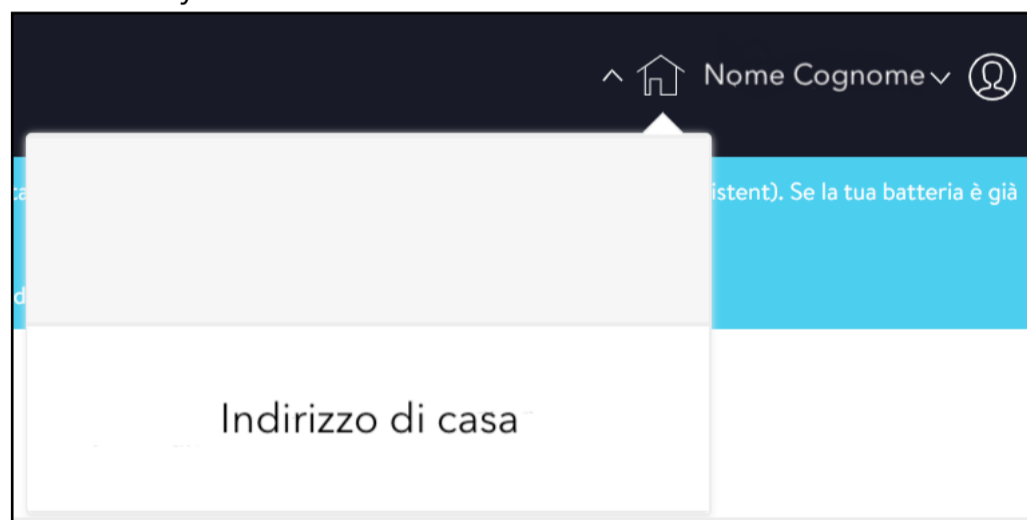 Nome Cognome
istent). Se la tua batteria è già
Indirizzo di casa